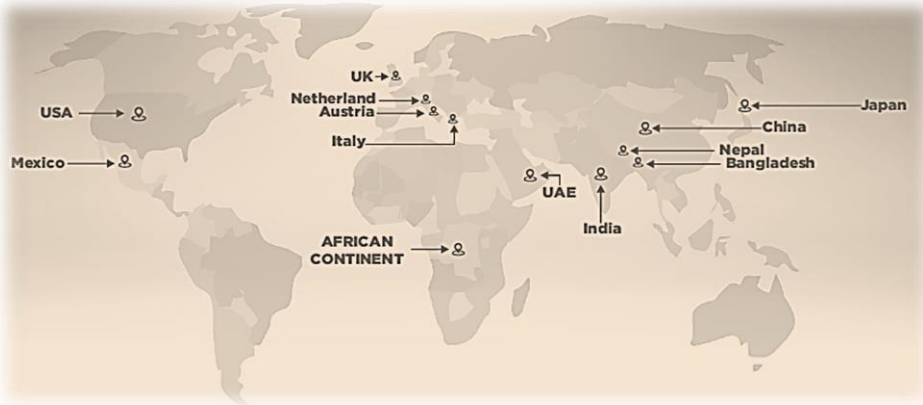 UK
Netherland
USA
Austria
Japan
China
Italy
Nepal
Mexico
Bangladesh
UAE
India
AFRICAN
CONTINENT